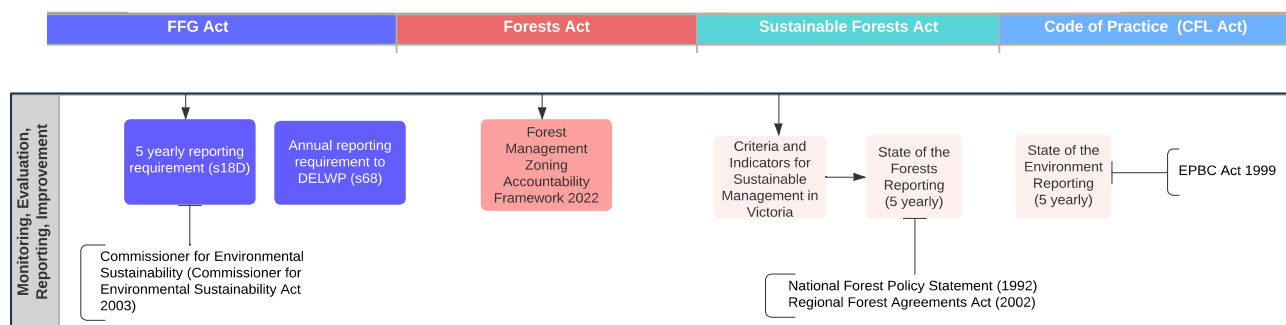 FFG Act
Forests Act
Sustainable Forests Act
Code of Practice  (CFL Act)
Monitoring, Evaluation,
Reporting, Improvement
5 yearly reporting
requirement (s18D)
Annual reporting
requirement to
DELWP (s68)
Forest
Management
Zoning
Accountability
Framework 2022
Criteria and
Indicators for
Sustainable
Management in
Victoria
State of the
Forests
Reporting
(5 yearly)
State of the
Environment
Reporting
(5 yearly)
EPBC Act 1999
Commissioner for Environmental
Sustainability (Commissioner for
Environmental Sustainability Act
2003)
National Forest Policy Statement (1992)
Regional Forest Agreements Act (2002)